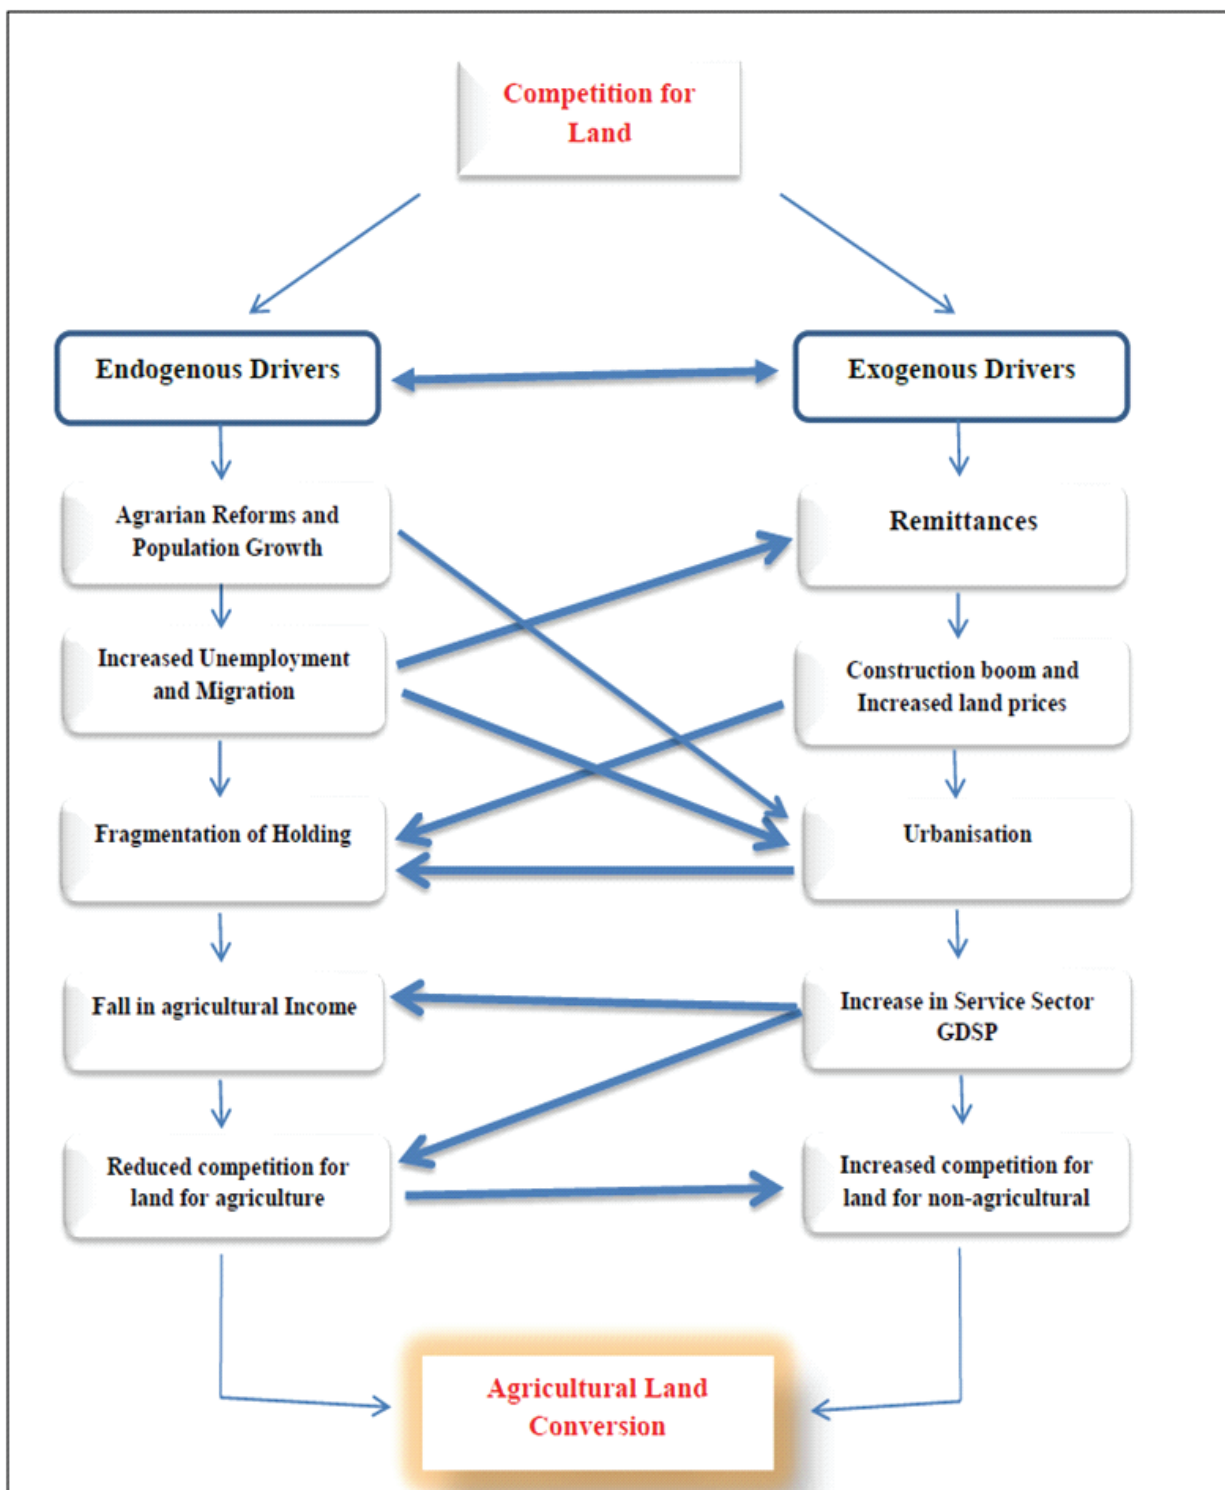 Competition for
Land
Endogenous Drivers
Exogenous Drivers
Agrarian Reforms and
Population Growth
Remittances
Increased Unemployment
and Migration
Construction boom and
Increased land prices
Fragmentation of Holding
Urbanisation
Fall in agricultural Income
Increase in Service Sector
GDSP
Reduced competition for
land for agriculture
Increased competition for
land for non-agricultural
Agricultural Land
Conversion